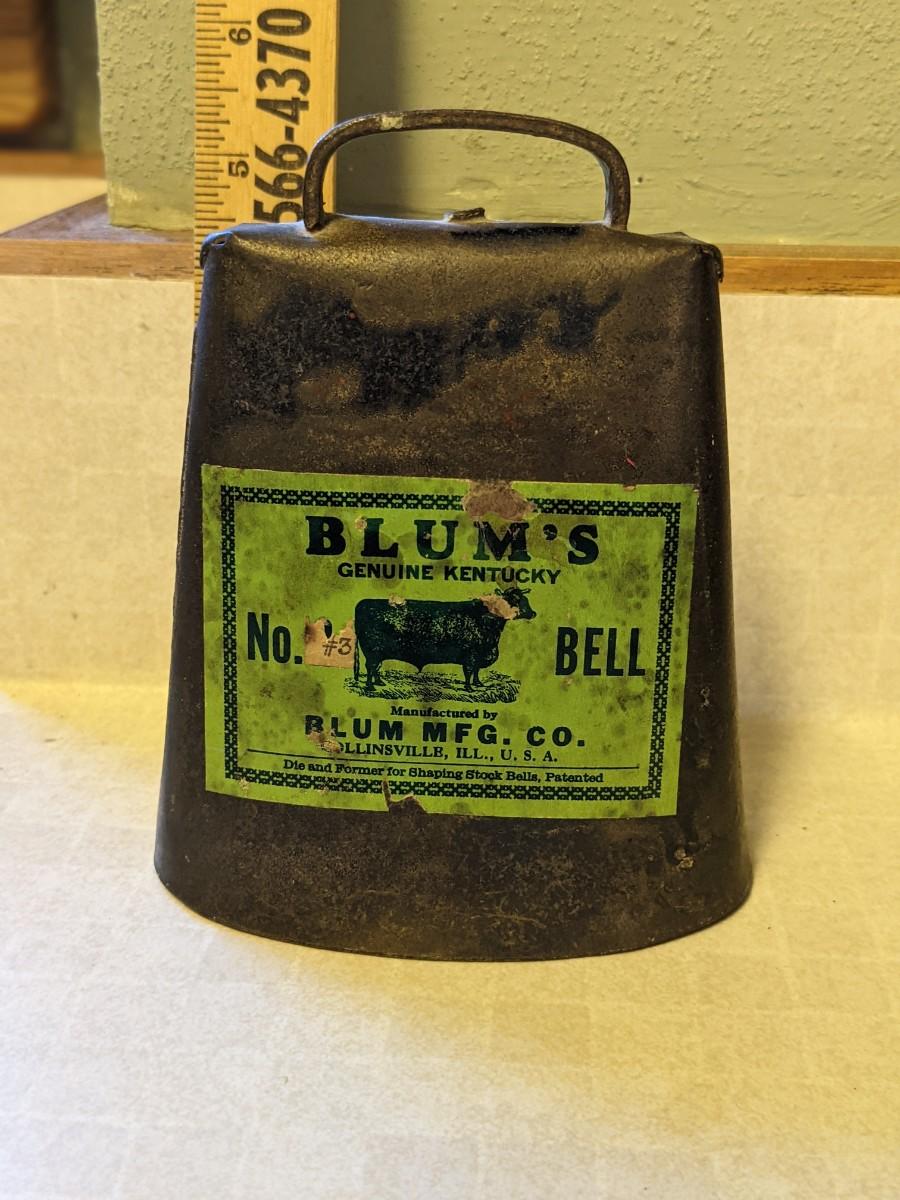 6
5
566-4370
BLUM'S
GENUINE KENTUCKY
No. #3 BELL
Manufactured by
BLUM MFG. CO.
OLLINSVILLE, ILL., U. S. A.
Die and Former for Shaping Stock Bells, Patented